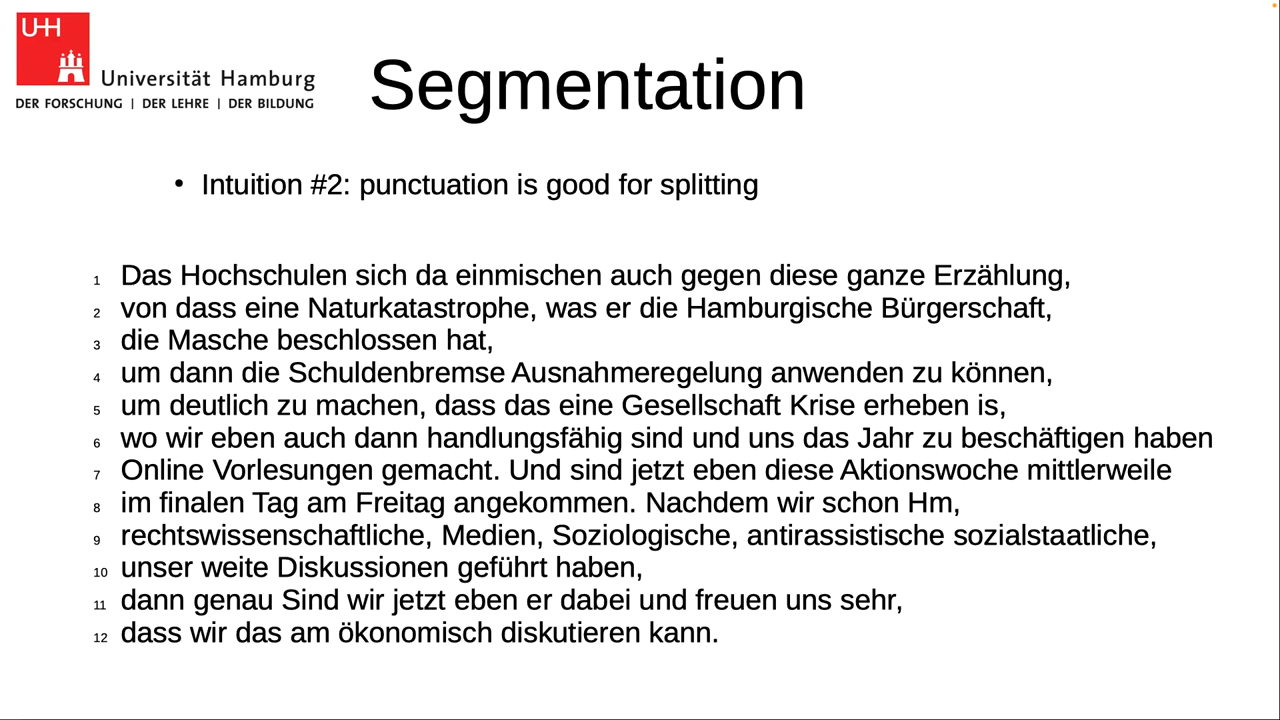 UHH
Universität Hamburg
DER FORSCHUNG | DER LEHRE | DER BILDUNG
Segmentation
• Intuition #2: punctuation is good for splitting
1 Das Hochschulen sich da einmischen auch gegen diese ganze Erzählung,
2 von dass eine Naturkatastrophe, was er die Hamburgische Bürgerschaft,
3 die Masche beschlossen hat,
4 um dann die Schuldenbremse Ausnahmeregelung anwenden zu können,
5 um deutlich zu machen, dass das eine Gesellschaft Krise erheben is,
6 wo wir eben auch dann handlungsfähig sind und uns das Jahr zu beschäftigen haben
7 Online Vorlesungen gemacht. Und sind jetzt eben diese Aktionswoche mittlerweile
8 im finalen Tag am Freitag angekommen. Nachdem wir schon Hm,
9 rechtswissenschaftliche, Medien, Soziologische, antirassistische sozialstaatliche,
10 unser weite Diskussionen geführt haben,
11 dann genau Sind wir jetzt eben er dabei und freuen uns sehr,
12 dass wir das am ökonomisch diskutieren kann.